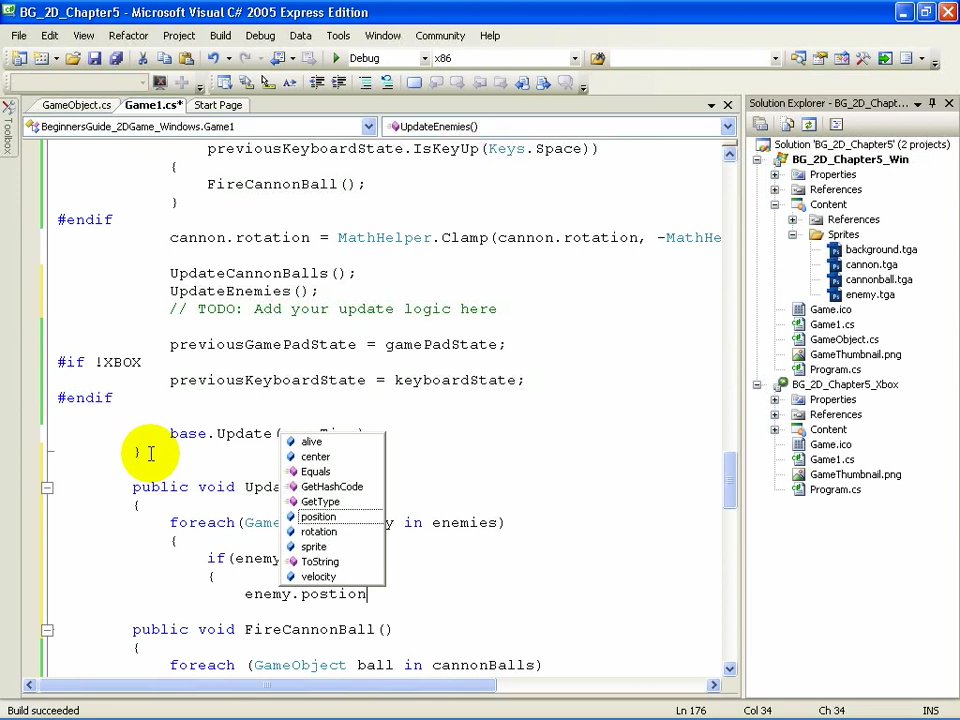 BG_2D_Chapter5 - Microsoft Visual C# 2005 Express Edition
File Edit View Refactor Project Build Debug Data Tools Window Community Help
Debug x86
GameObject.cs Game1.cs* Start Page
Solution Explorer - BG_2D_Chapt...
BeginnersGuide_2DGame_Windows.Game1 UpdateEnemies()
Toolbox
previousKeyboardState.IsKeyUp(Keys.Space))
{
FireCannonBall();
}
#endif
cannon.rotation = MathHelper.Clamp(cannon.rotation, -MathHe
UpdateCannonBalls();
UpdateEnemies();
// TODO: Add your update logic here
previousGamePadState = gamePadState;
#if !XBOX
previousKeyboardState = keyboardState;
#endif
base.Update(
}
public void Upda
{
foreach(Game y in enemies)
{
if(enemy
{
enemy.postion
public void FireCannonBall()
{
foreach (GameObject ball in cannonBalls)
alive
center
Equals
GetHashCode
GetType
position
rotation
sprite
ToString
velocity
Solution 'BG_2D_Chapter5' (2 projects)
BG_2D_Chapter5_Win
Properties
References
Content
References
Sprites
background.tga
cannon.tga
cannonball.tga
enemy.tga
Game.ico
Game1.cs
GameObject.cs
GameThumbnail.png
Program.cs
BG_2D_Chapter5_Xbox
Properties
References
Content
Game.ico
Game1.cs
GameThumbnail.png
Program.cs
Build succeeded Ln 176 Col 34 Ch 34 INS